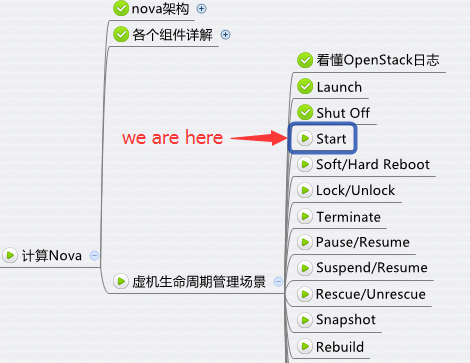 nova架构
各个组件详解
看懂OpenStack日志
Launch
Shut Off
we are here
Start
Soft/Hard Reboot
Lock/Unlock
Terminate
计算Nova
Pause/Resume
虚机生命周期管理场景
Suspend/Resume
Rescue/Unrescue
Snapshot
Rebuild